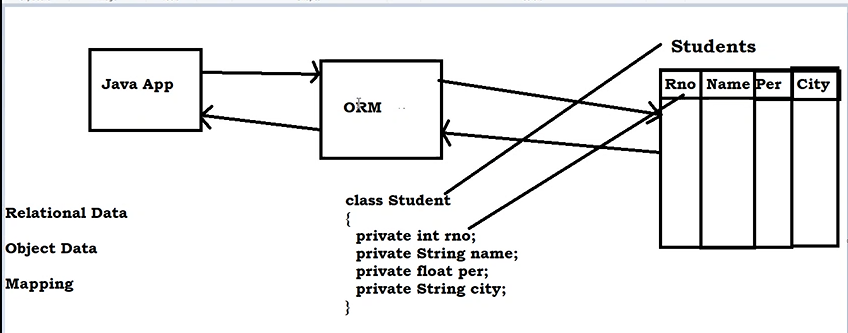 Students
Java App
Rno Name Per City
ORM
class Student
{
private int rno;
private String name;
private float per;
private String city;
}
Relational Data
Object Data
Mapping